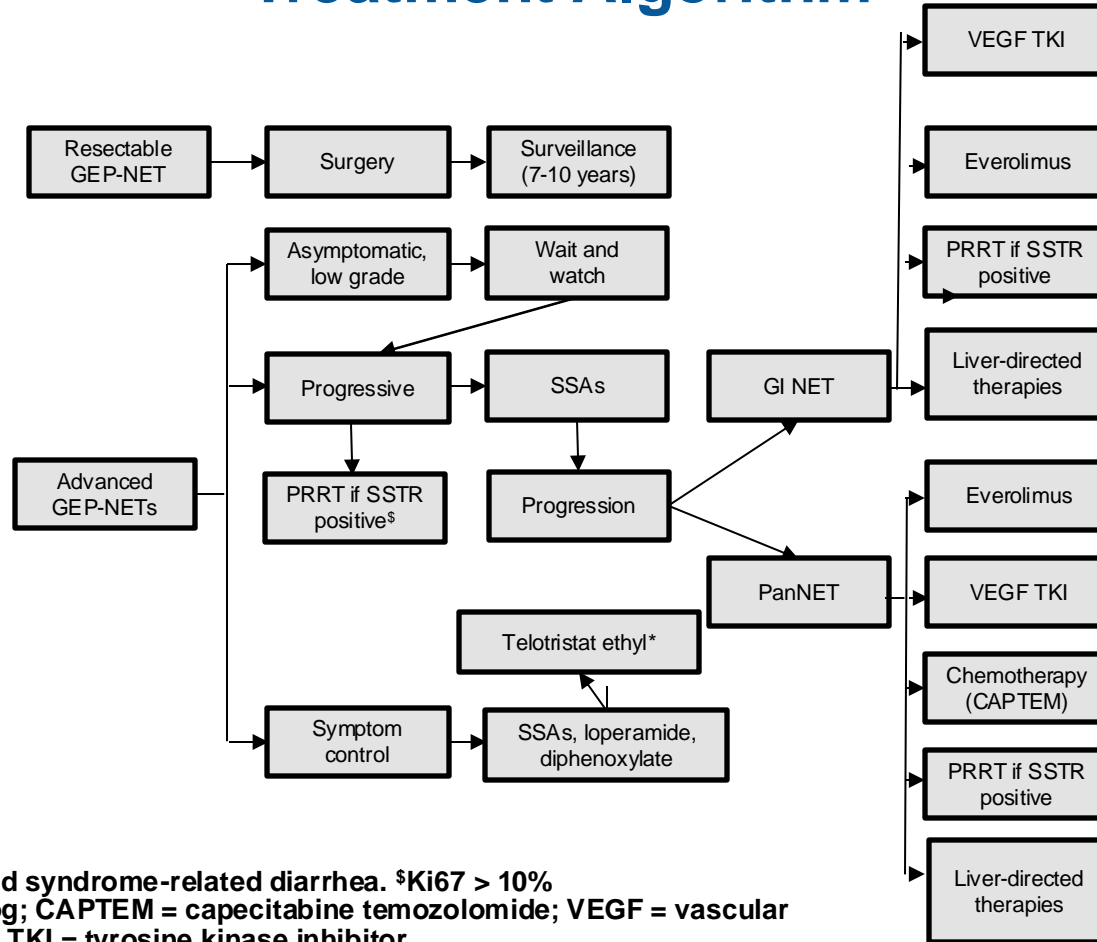 Treatment Algorithm
VEGF TKI
Resectable
GEP-NET
Surgery
Surveillance
(7-10 years)
Everolimus
Asymptomatic,
low grade
Wait and
watch
PRRT if SSTR
positive
Progressive
SSAs
GI NET
Liver-directed
therapies
Advanced
GEP-NETs
PRRT if SSTR
positive$
Progression
Everolimus
PanNET
VEGF TKI
Telotristat ethyl*
Chemotherapy
(CAPTEM)
Symptom
control
SSAs, loperamide,
diphenoxylate
PRRT if SSTR
positive
Liver-directed
therapies
d syndrome-related diarrhea. $Ki67 > 10%
og; CAPTEM = capecitabine temozolomide; VEGF = vascular
TKI = tyrosine kinase inhibitor